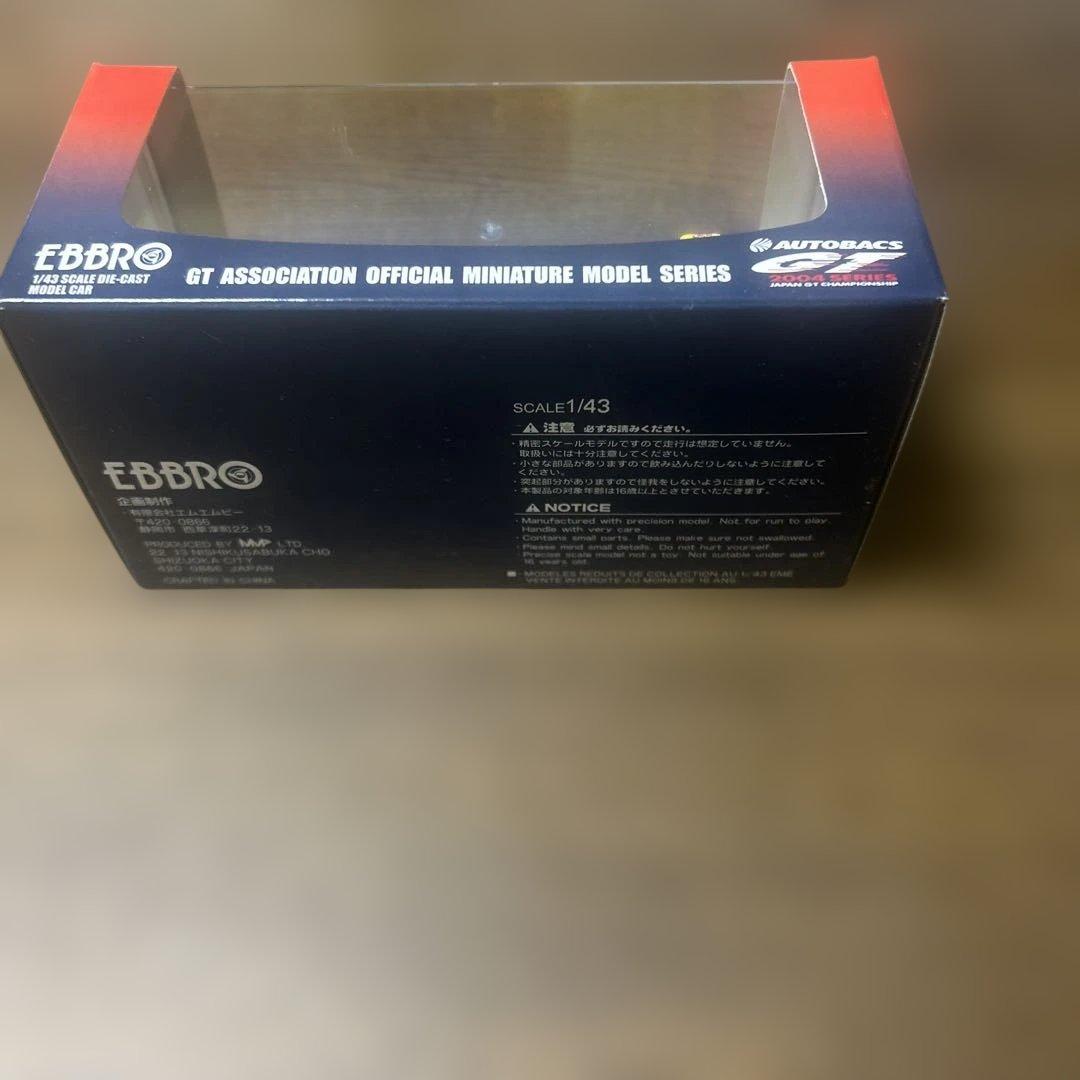 EBBRO
1/43 SCALE DIE-CAST
MODEL CAR
GT ASSOCIATION OFFICIAL MINIATURE MODEL SERIES
AUTOBACS
GT
2004 SERIES
JAPAN GT CHAMPIONSHIP
SCALE1/43
注意 必ずお読みください。
・精密スケールモデルですので走行は想定していません。
取扱いには十分注意してください。
・小さな部品がありますので飲み込んだりしないように注意して
ください。
・突起部分がありますので怪我をしないように注意してください。
・本製品の対象年齢は16歳以上とさせていただきます。
NOTICE
・Manufactured with precision model. Not for run to play.
Handle with very care.
・Contains small parts. Please make sure not swallowed.
・Please mind small details. Do not hurt yourself.
・Precise scale model not a toy. Not suitable under age of
16 years old.
MODELES REDUITS DE COLLECTION AU 1/43 EME
VENTE INTERDITE AU MOINS DE 16 ANS
EBBRO
企画制作
有限会社エムエムピー
〒420-0866
静岡市 西草深町22-13
PRODUCED BY MMP LTD
22-13 NISHIKUSABUKA CHO
SHIZUOKA CITY
420-0866 JAPAN
CRAFTED IN CHINA